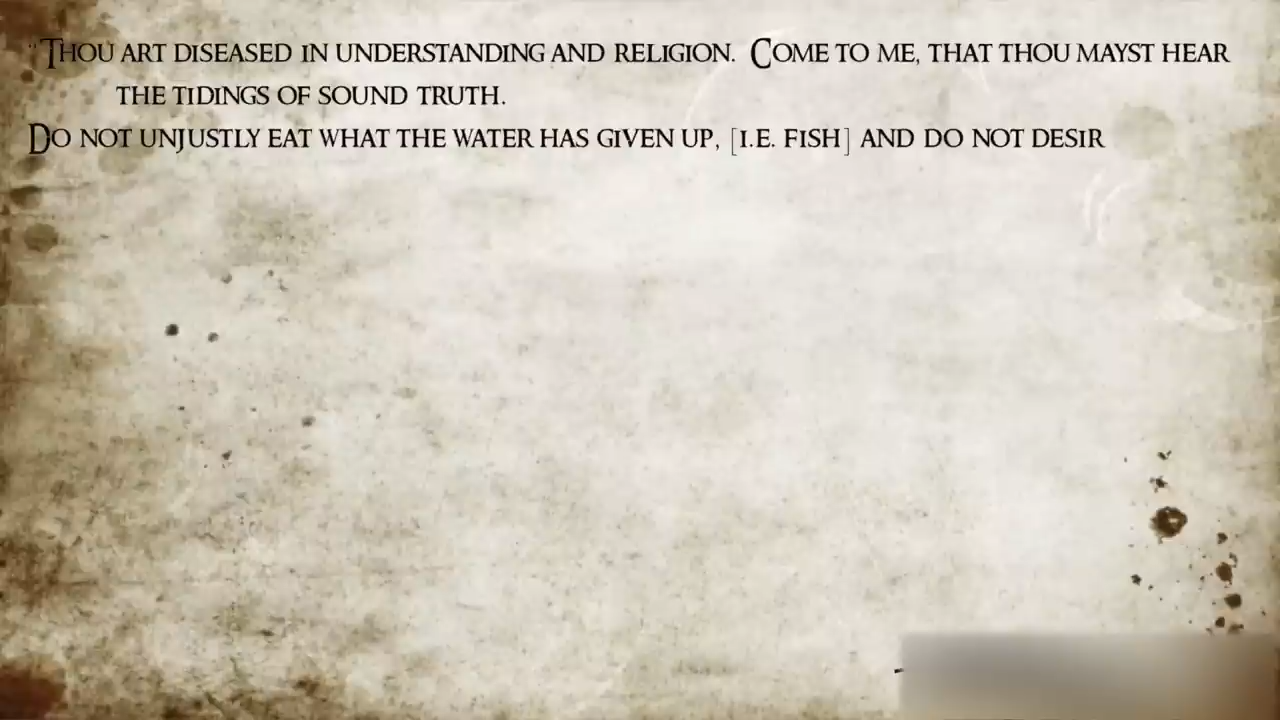 "Thou art diseased in understanding and religion. Come to me, that thou mayst hear
the tidings of sound truth.
Do not unjustly eat what the water has given up, [i.e. fish] and do not desir